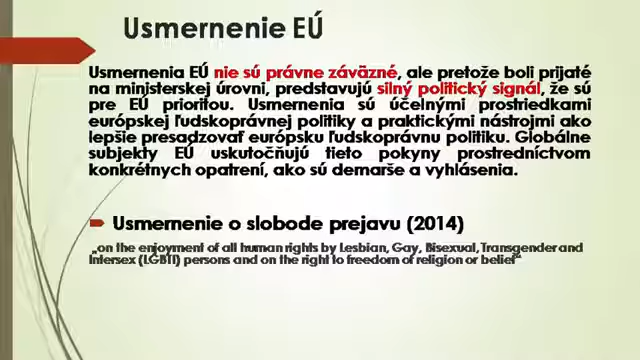 Usmernenie EÚ
Usmernenia EÚ nie sú právne záväzné, ale pretože boli prijaté
na ministerskej úrovni, predstavujú silný politický signál, že sú
pre EÚ prioritou. Usmernenia sú účelnými prostriedkami
európskej ľudskoprávnej politiky a praktickými nástrojmi ako
lepšie presadzovať európsku ľudskoprávnu politiku. Globálne
subjekty EÚ uskutočňujú tieto pokyny prostredníctvom
konkrétnych opatrení, ako sú demarše a vyhlásenia.
Usmernenie o slobode prejavu (2014)
„on the enjoyment of all human rights by Lesbian, Gay, Bisexual, Transgender and
Intersex (LGBTI) persons and on the right to freedom of religion or belief“